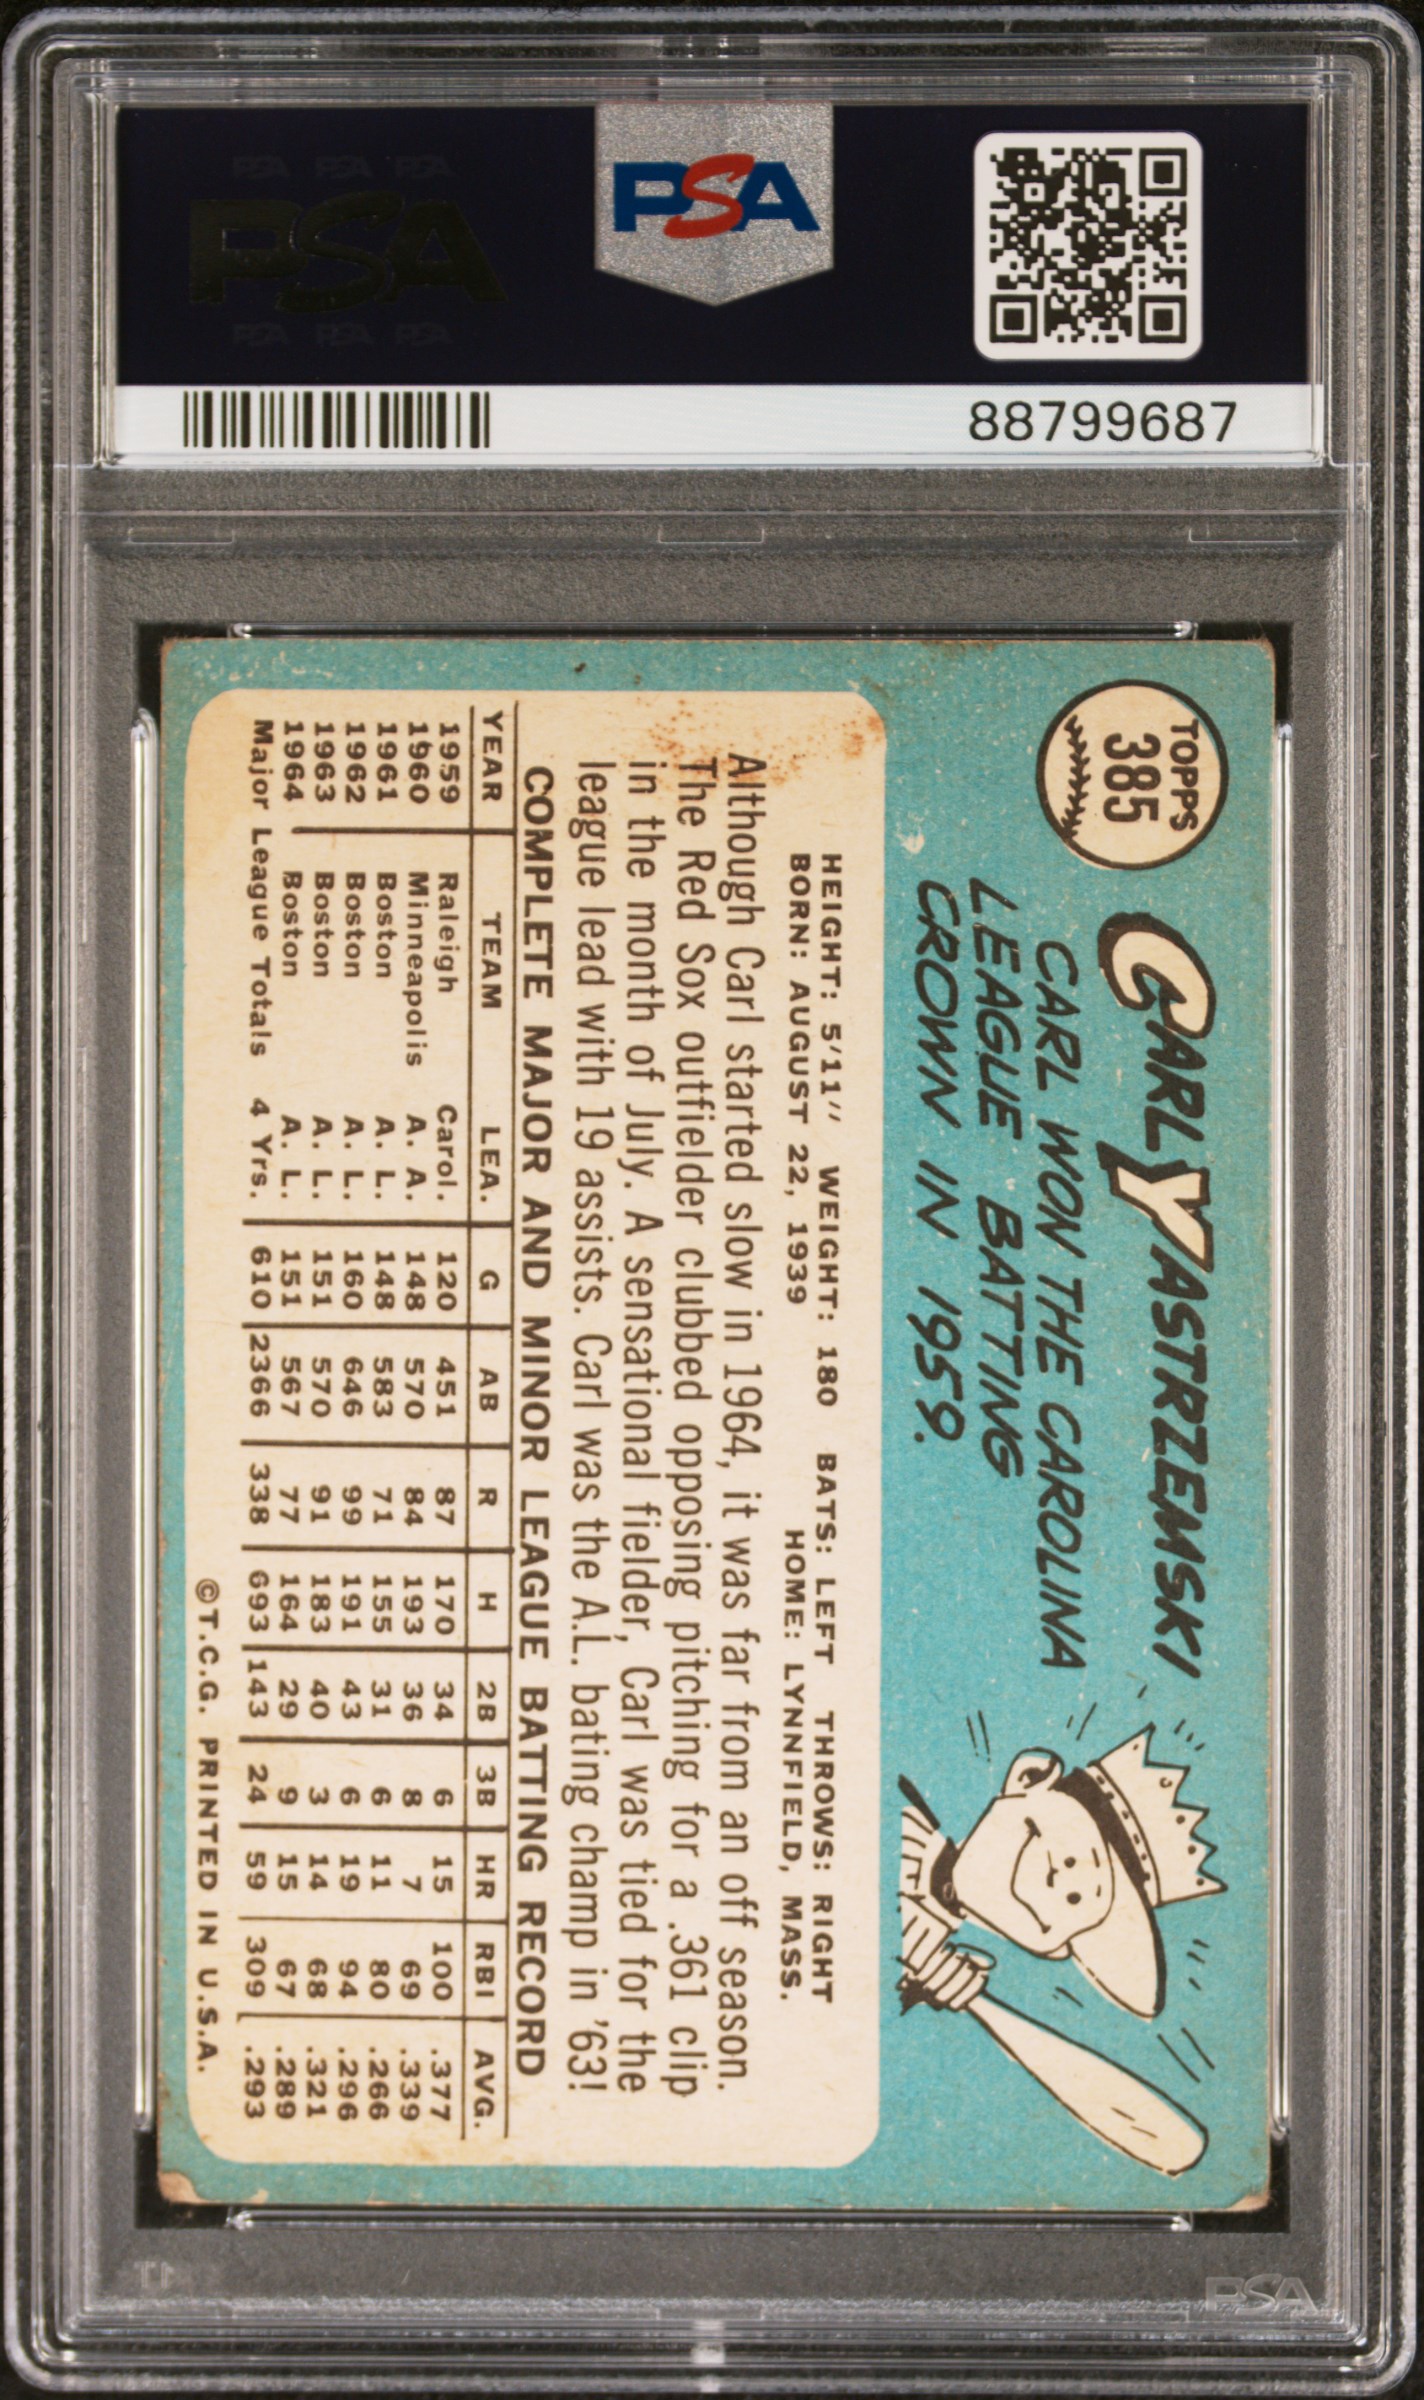 PSA PSA PSA
PSA
PSA PSA PSA
PSA
88799687
TOPPS
385
CARL YASTRZEMSKI
CARL WON THE CAROLINA
LEAGUE BATTING
CROWN IN 1959.
HEIGHT: 5'11" WEIGHT: 180 BATS: LEFT THROWS: RIGHT
BORN: AUGUST 22, 1939 HOME: LYNNFIELD, MASS.
Although Carl started slow in 1964, it was far from an off season.
The Red Sox outfielder clubbed opposing pitching for a .361 clip
in the month of July. A sensational fielder, Carl was tied for the
league lead with 19 assists. Carl was the A.L. bating champ in '63!
COMPLETE MAJOR AND MINOR LEAGUE BATTING RECORD
YEAR TEAM LEA. G AB R H 2B 3B HR RBI AVG.
1959 Raleigh Carol. 120 451 87 170 34 6 15 100 .377
1960 Minneapolis A. A. 148 570 84 193 36 8 7 69 .339
1961 Boston A. L. 148 583 71 155 31 6 11 80 .266
1962 Boston A. L. 160 646 99 191 43 6 19 94 .296
1963 Boston A. L. 151 570 91 183 40 3 14 68 .321
1964 Boston A. L. 151 567 77 164 29 9 15 67 .289
Major League Totals 4 Yrs. 610 2366 338 693 143 24 59 309 .293
©T.C.G. PRINTED IN U.S.A.
PSA